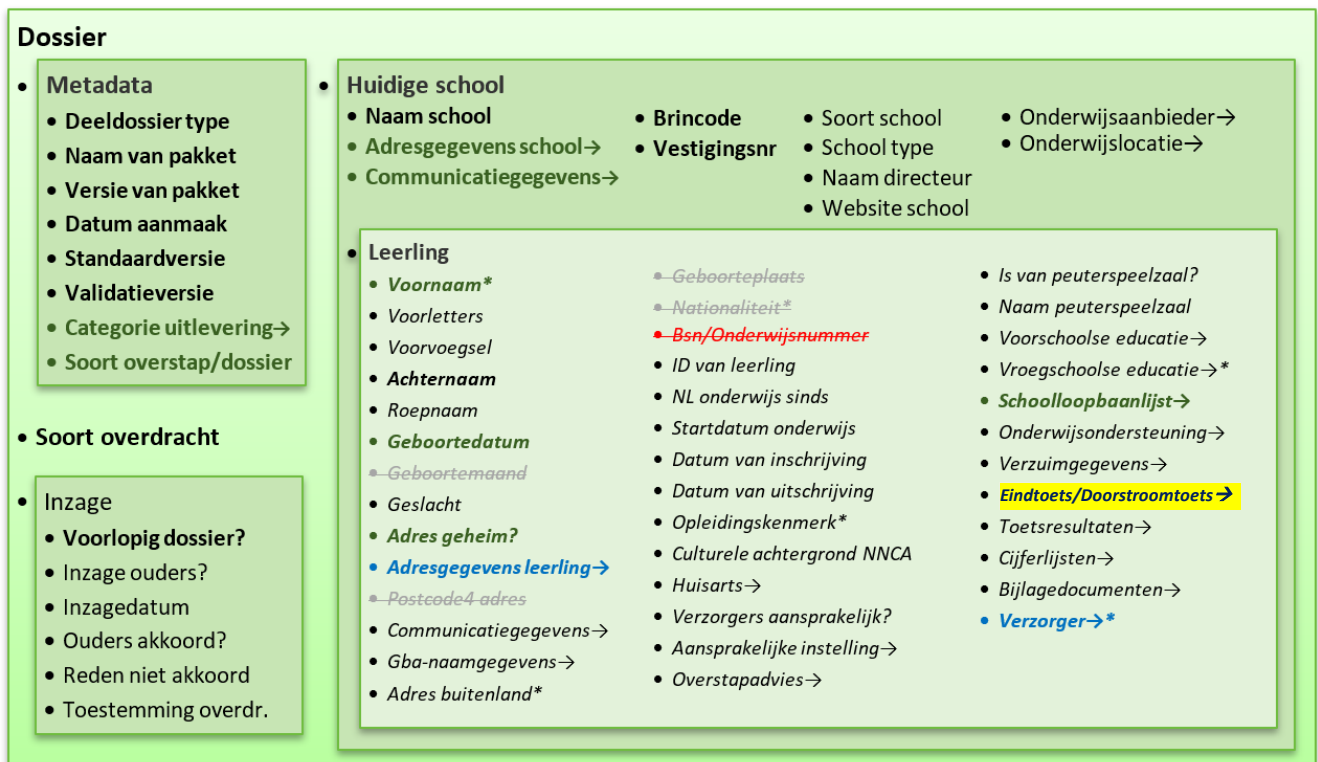 Dossier
• Metadata
• Deeldossier type
• Naam van pakket
• Versie van pakket
• Datum aanmaak
• Standaardversie
• Validatieversie
• Categorie uitlevering→
• Soort overstap/dossier
• Soort overdracht
• Inzage
• Voorlopig dossier?
• Inzage ouders?
• Inzagedatum
• Ouders akkoord?
• Reden niet akkoord
• Toestemming overdr.
• Huidige school
• Naam school
• Adresgegevens school→
• Communicatiegegevens→
• Brincode
• Vestigingsnr
• Soort school
• School type
• Naam directeur
• Website school
• Onderwijsaanbieder→
• Onderwijslocatie→
• Leerling
• Voornaam*
• Voorletters
• Voorvoegsel
• Achternaam
• Roepnaam
• Geboortedatum
• Geboortemaand
• Geslacht
• Adres geheim?
• Adresgegevens leerling→
• Postcode4 adres
• Communicatiegegevens→
• Gba-naamgegevens→
• Adres buitenland*
• Geboorteplaats
• Nationaliteit*
• Bsn/Onderwijsnummer
• ID van leerling
• NL onderwijs sinds
• Startdatum onderwijs
• Datum van inschrijving
• Datum van uitschrijving
• Opleidingskenmerk*
• Culturele achtergrond NNCA
• Huisarts→
• Verzorgers aansprakelijk?
• Aansprakelijke instelling→
• Overstapadvies→
• Is van peuterspeelzaal?
• Naam peuterspeelzaal
• Voorschoolse educatie→
• Vroegschoolse educatie→*
• Schoolloopbaanlijst→
• Onderwijsondersteuning→
• Verzuimgegevens→
• Eindtoets/Doorstroomtoets→
• Toetsresultaten→
• Cijferlijsten→
• Bijlagedocumenten→
• Verzorger→*